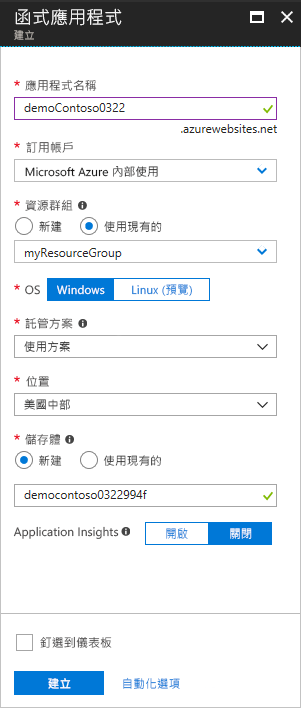 函式應用程式
建立
* 應用程式名稱
demoContoso0322
.azurewebsites.net
* 訂用帳戶
Microsoft Azure 內部使用
* 資源群組
新建 使用現有的
myResourceGroup
* OS Windows Linux (預覽)
* 託管方案
使用方案
* 位置
美國中部
* 儲存體
新建 使用現有的
democontoso0322994f
Application Insights 開啟 關閉
釘選到儀表板
建立 自動化選項